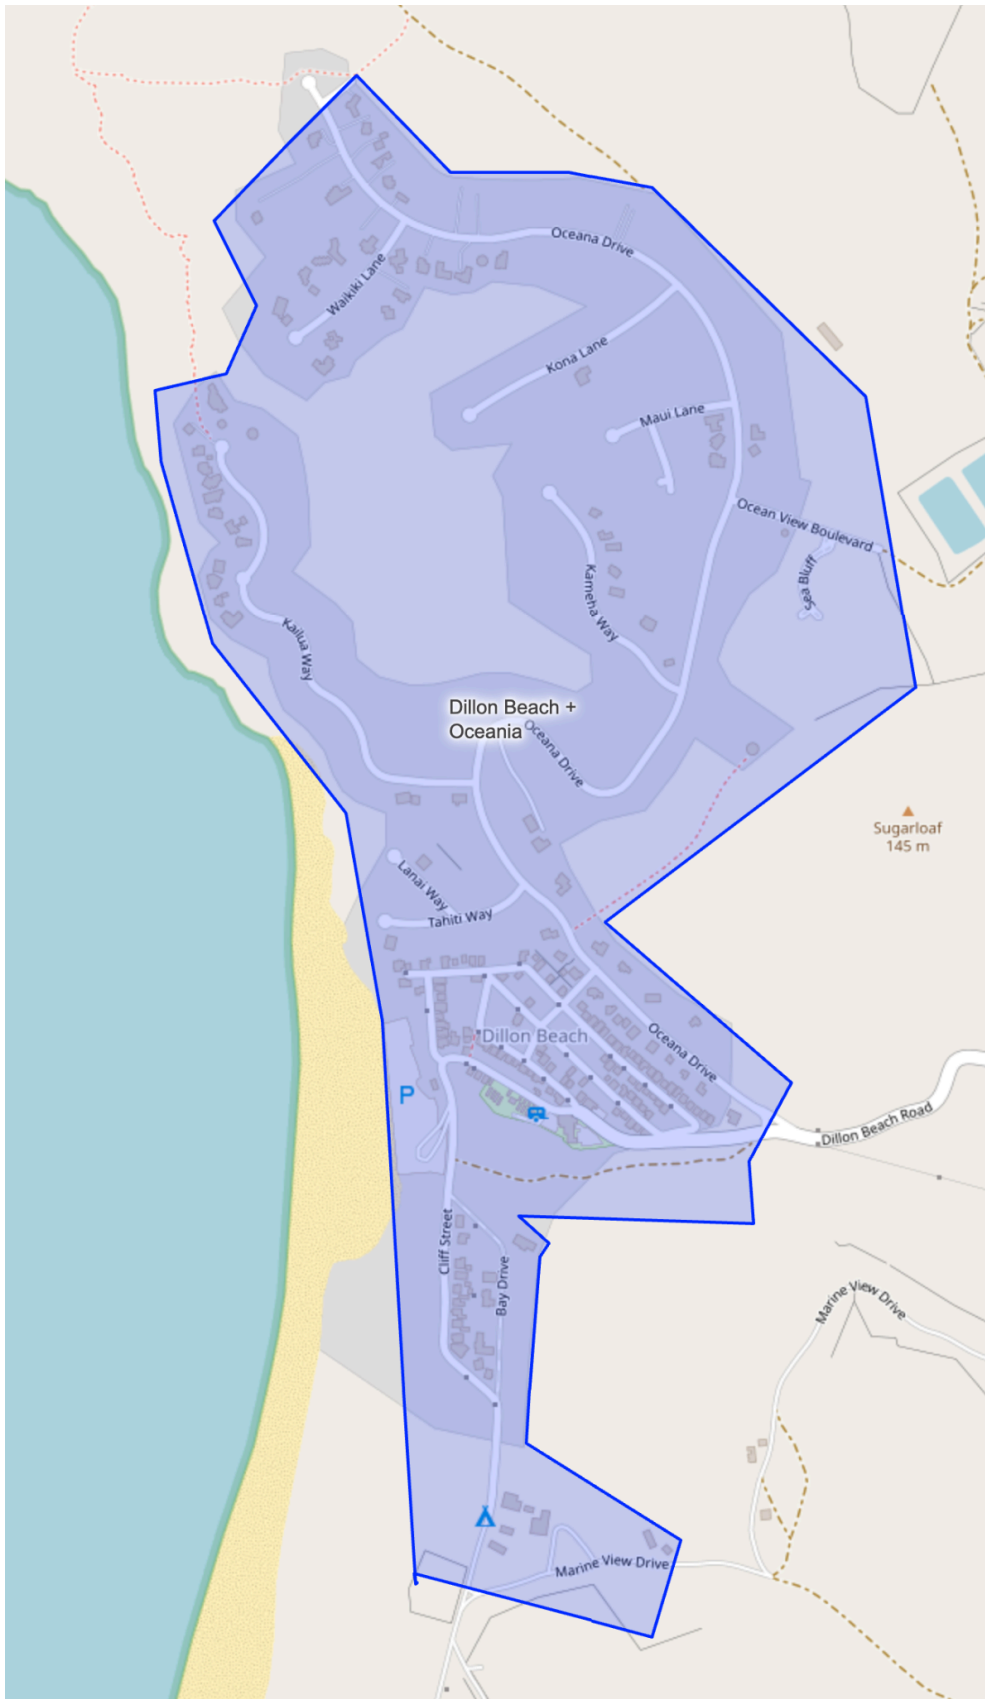 Oceana Drive
Waikiki Lane
Kona Lane
Maui Lane
Ocean View Boulevard
Sea Bluff
Kameha Way
Kailua Way
Dillon Beach +
Oceania
Oceana Drive
Sugarloaf
145 m
Lanai Way
Tahiti Way
Dillon Beach
Oceana Drive
P
Dillon Beach Road
Cliff Street
Bay Drive
Marine View Drive
Marine View Drive